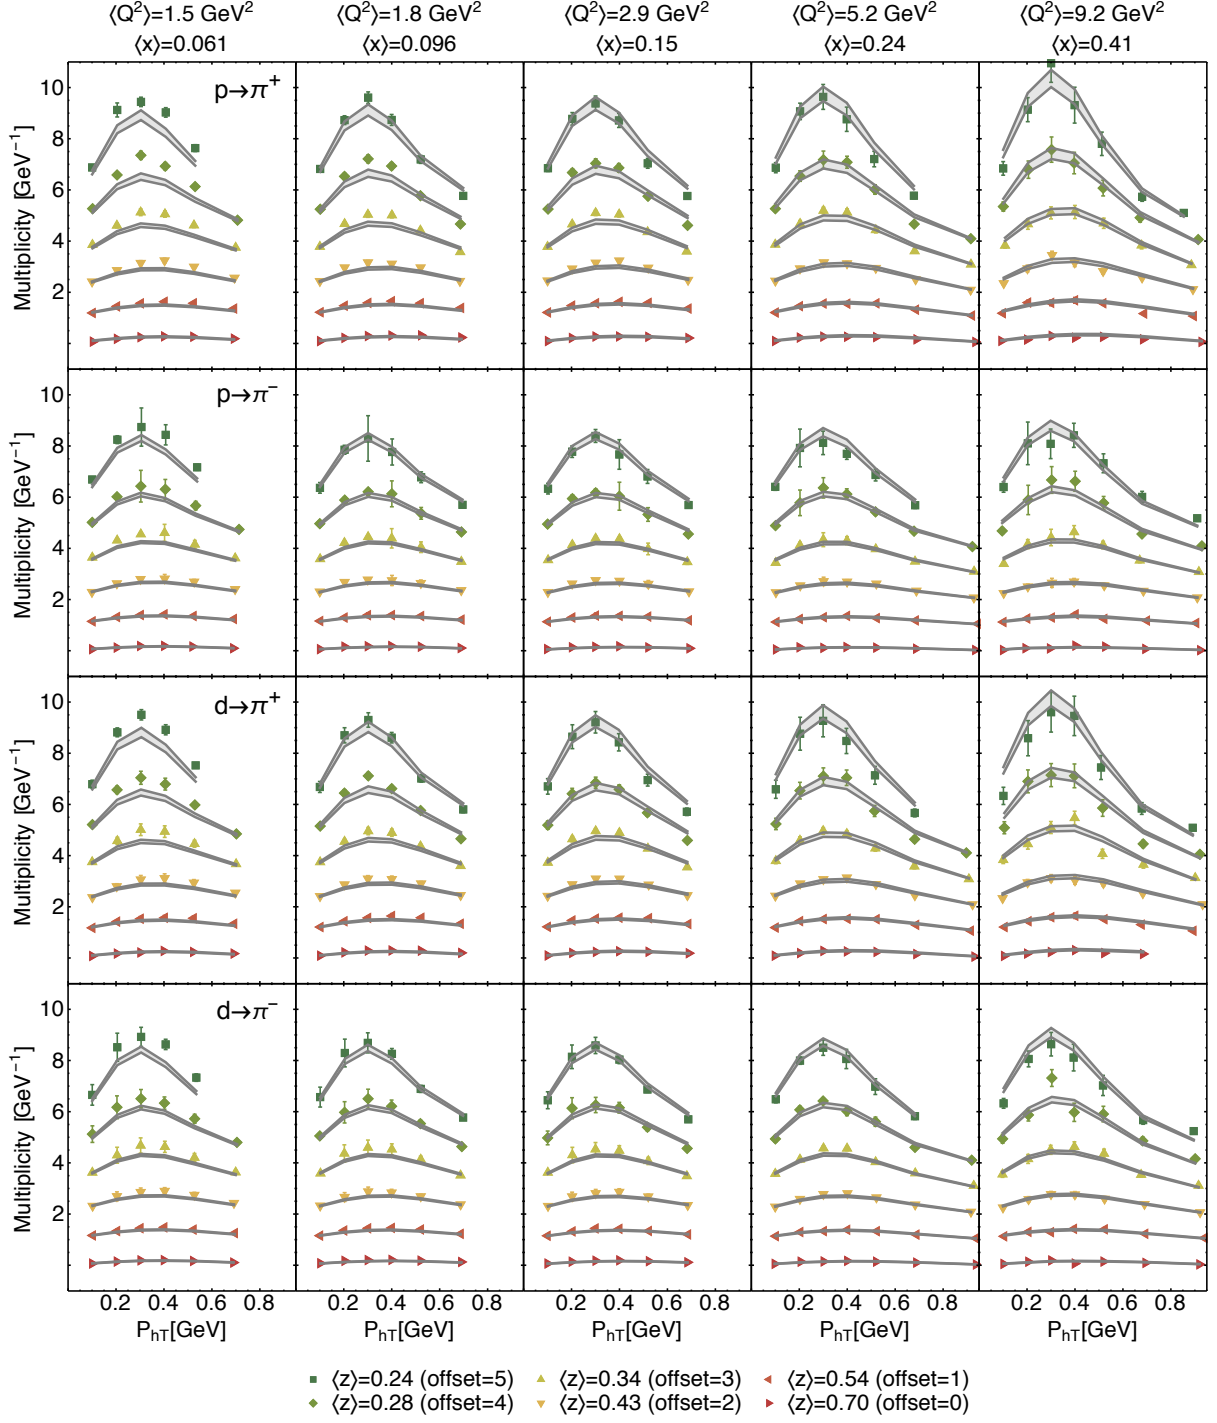 ⟨Q²⟩=1.5 GeV² ⟨Q²⟩=1.8 GeV² ⟨Q²⟩=2.9 GeV² ⟨Q²⟩=5.2 GeV² ⟨Q²⟩=9.2 GeV²
⟨x⟩=0.061 ⟨x⟩=0.096 ⟨x⟩=0.15 ⟨x⟩=0.24 ⟨x⟩=0.41
p→π⁺
Multiplicity [GeV⁻¹]
10
8
6
4
2
p→π⁻
Multiplicity [GeV⁻¹]
10
8
6
4
2
d→π⁺
Multiplicity [GeV⁻¹]
10
8
6
4
2
d→π⁻
Multiplicity [GeV⁻¹]
10
8
6
4
2
0.2 0.4 0.6 0.8 0.2 0.4 0.6 0.8 0.2 0.4 0.6 0.8 0.2 0.4 0.6 0.8 0.2 0.4 0.6 0.8
P_hT[GeV] P_hT[GeV] P_hT[GeV] P_hT[GeV] P_hT[GeV]
⟨z⟩=0.24 (offset=5) ⟨z⟩=0.34 (offset=3) ⟨z⟩=0.54 (offset=1)
⟨z⟩=0.28 (offset=4) ⟨z⟩=0.43 (offset=2) ⟨z⟩=0.70 (offset=0)